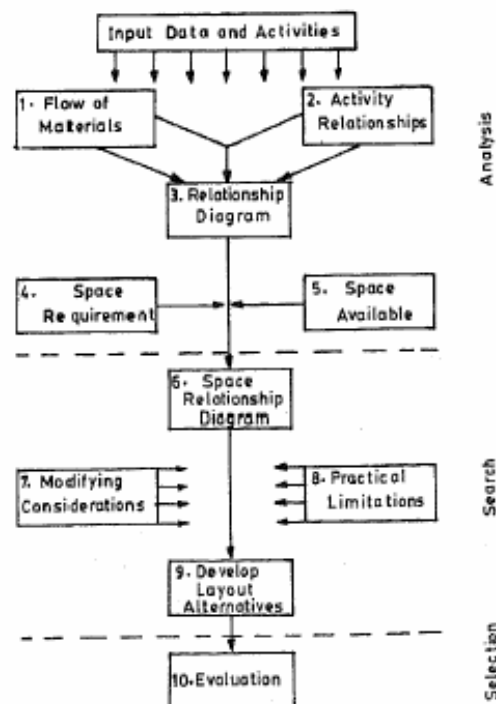 Input Data and Activities
1. Flow of
Materials
2. Activity
Relationships
3. Relationship
Diagram
4. Space
Requirement
5. Space
Available
6. Space
Relationship
Diagram
7. Modifying
Considerations
8. Practical
Limitations
9. Develop
Layout
Alternatives
10. Evaluation
Analysis
Search
Selection